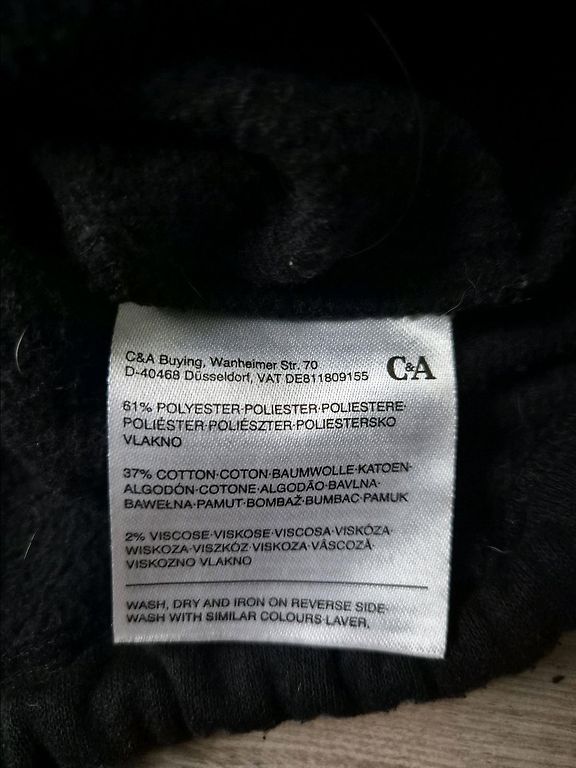 C&A Buying, Wanheimer Str. 70
D-40468 Düsseldorf, VAT DE811809155
C&A
61% POLYESTER·POLIESTER·POLIESTERE·
POLIÉSTER·POLIÉSZTER·POLIESTERSKO
VLAKNO
37% COTTON·COTON·BAUMWOLLE·KATOEN·
ALGODÓN·COTONE·ALGODÃO·BAVLNA·
BAWEŁNA·PAMUT·BOMBAŽ·BUMBAC·PAMUK
2% VISCOSE·VISKOSE·VISCOSA·VISKÓZA·
WISKOZA·VISZKÓZ·VISKOZA·VÂSCOZĂ·
VISKOZNO VLAKNO
WASH, DRY AND IRON ON REVERSE SIDE·
WASH WITH SIMILAR COLOURS·LAVER,